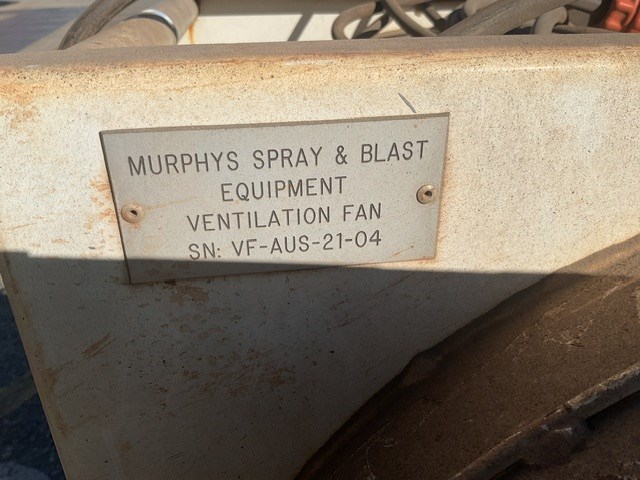 MURPHYS SPRAY & BLAST
EQUIPMENT
VENTILATION FAN
SN: VF-AUS-21-04